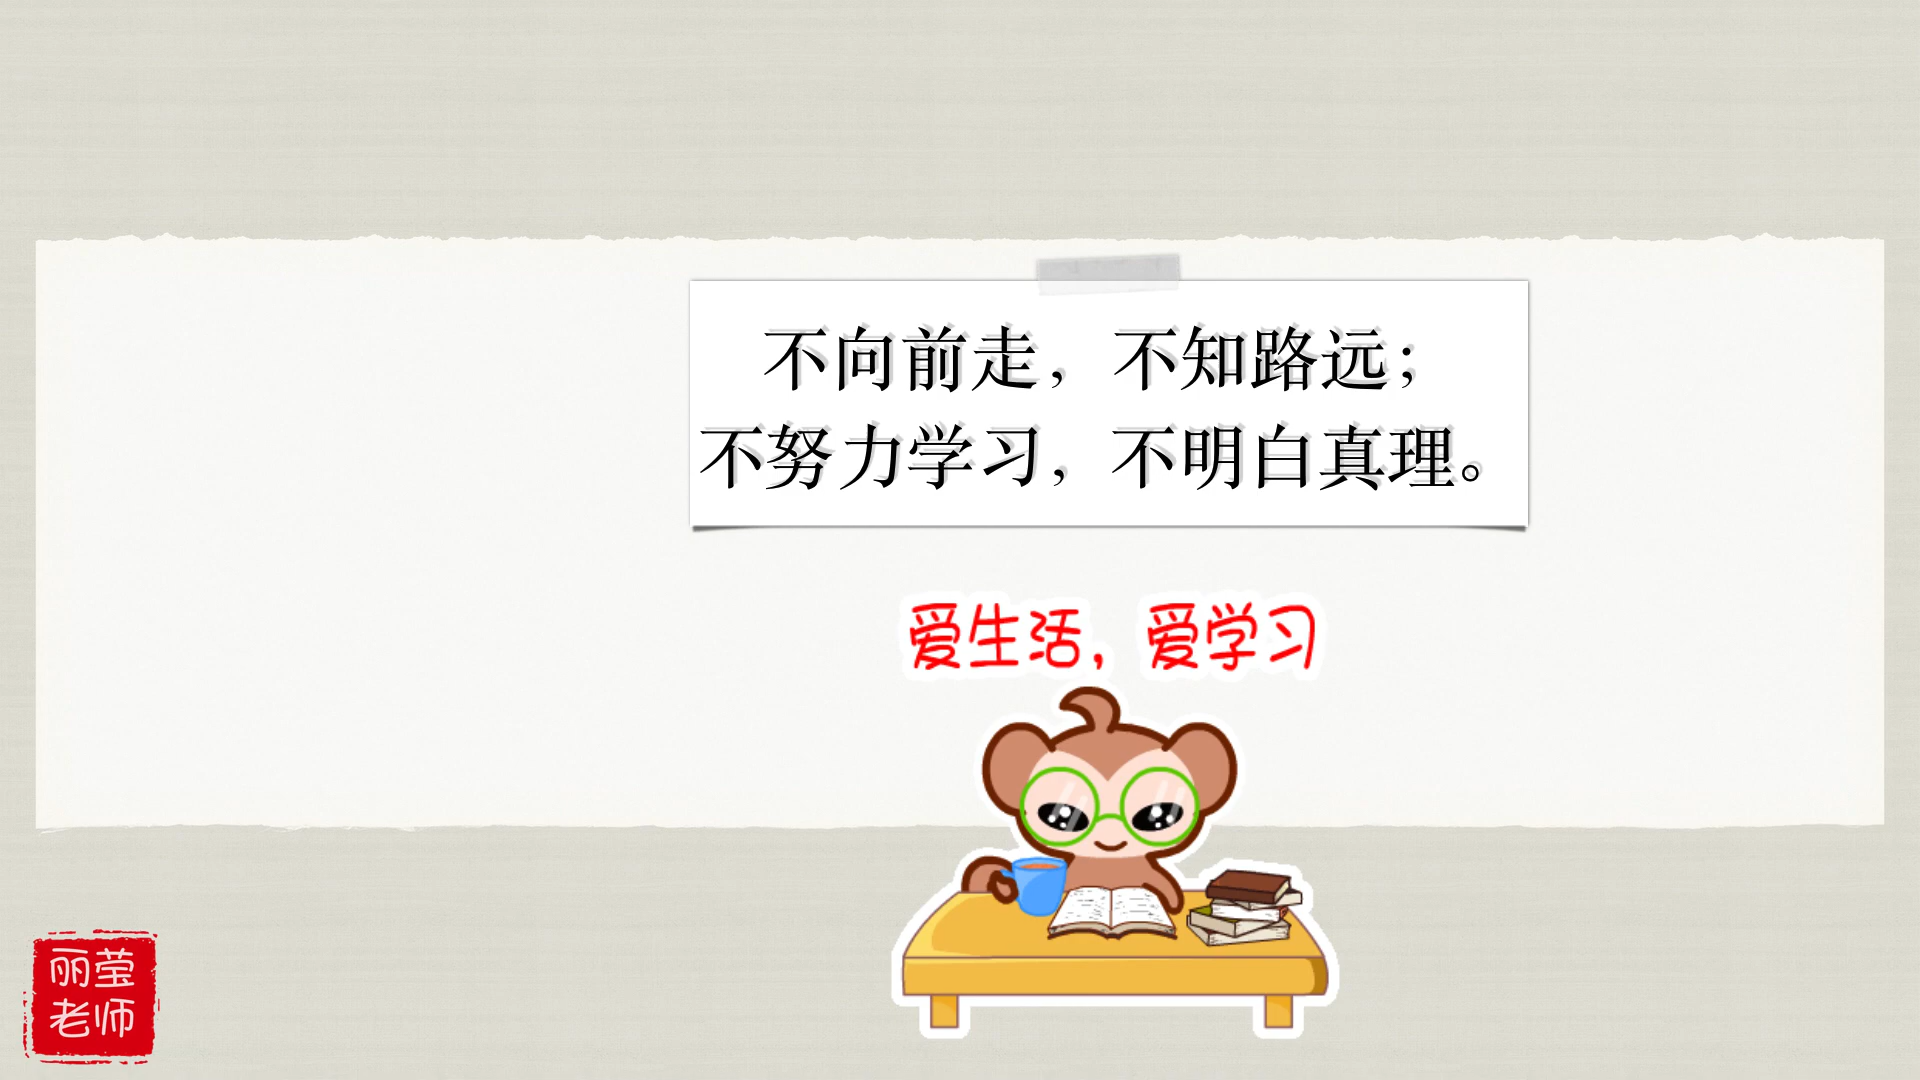 不向前走，不知路远；
不努力学习，不明白真理。
爱生活，爱学习
丽莹
老师